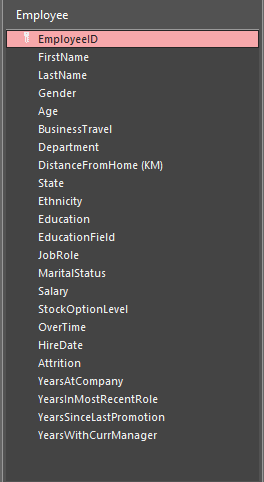 Employee
EmployeeID
FirstName
LastName
Gender
Age
BusinessTravel
Department
DistanceFromHome (KM)
State
Ethnicity
Education
EducationField
JobRole
MaritalStatus
Salary
StockOptionLevel
OverTime
HireDate
Attrition
YearsAtCompany
YearsInMostRecentRole
YearsSinceLastPromotion
YearsWithCurrManager